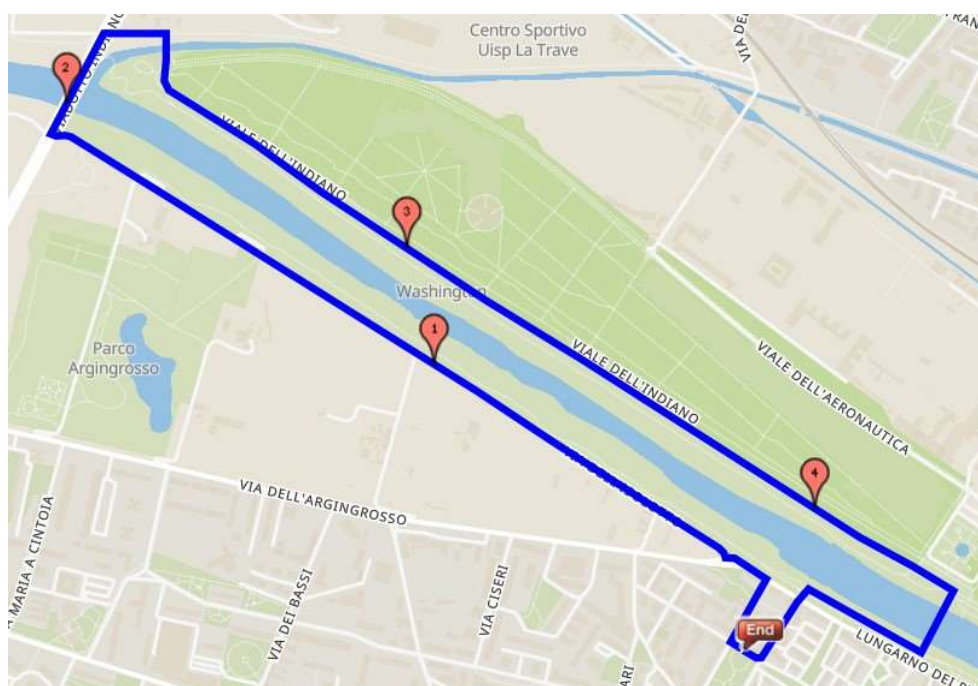 Centro Sportivo
Uisp La Trave
2
VIALE DELL'INDIANO
3
Washington
1
Parco
Argingrosso
VIALE DELL'INDIANO
VIALE DELL'AERONAUTICA
4
VIA DELL'ARGINGROSSO
A MARIA A CINTOIA
VIA DEI BASSI
VIA CISERI
End
LUNGARNO DEI